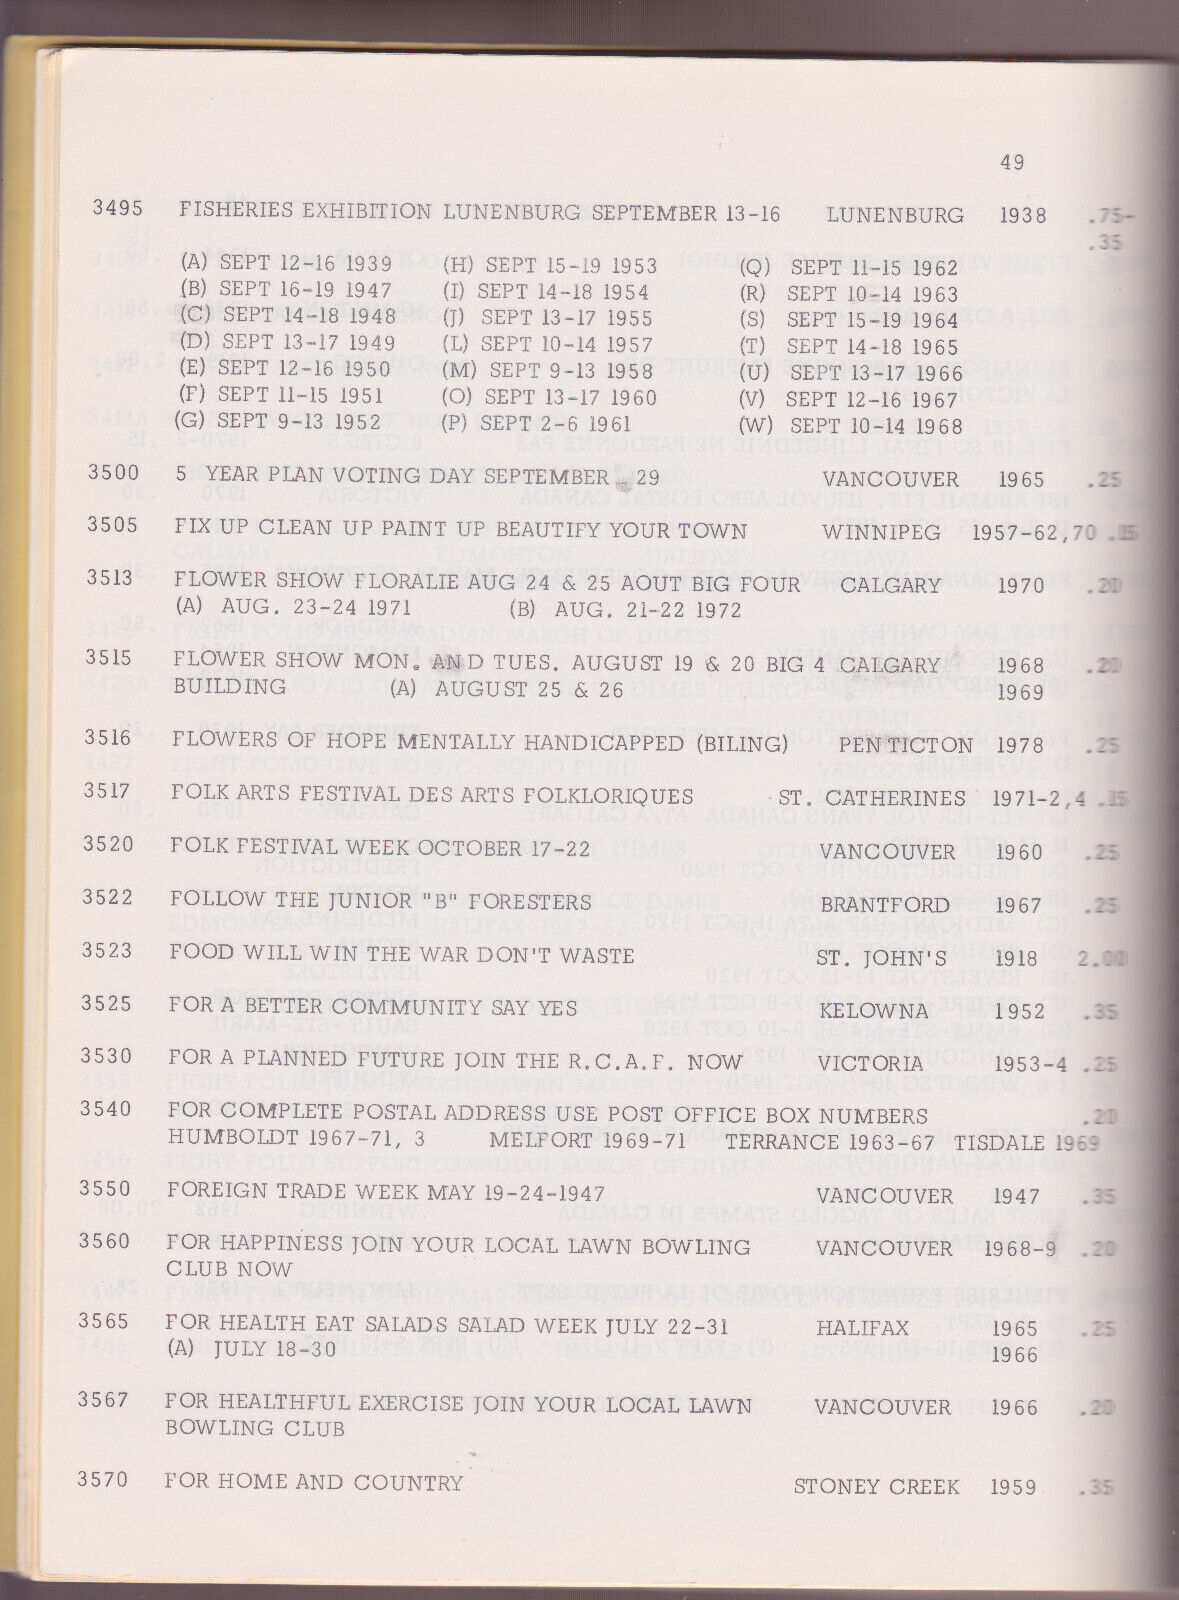 49
3495 FISHERIES EXHIBITION LUNENBURG SEPTEMBER 13-16 LUNENBURG 1938 .75-
.35
(A) SEPT 12-16 1939 (H) SEPT 15-19 1953 (Q) SEPT 11-15 1962
(B) SEPT 16-19 1947 (I) SEPT 14-18 1954 (R) SEPT 10-14 1963
(C) SEPT 14-18 1948 (J) SEPT 13-17 1955 (S) SEPT 15-19 1964
(D) SEPT 13-17 1949 (L) SEPT 10-14 1957 (T) SEPT 14-18 1965
(E) SEPT 12-16 1950 (M) SEPT 9-13 1958 (U) SEPT 13-17 1966
(F) SEPT 11-15 1951 (O) SEPT 13-17 1960 (V) SEPT 12-16 1967
(G) SEPT 9-13 1952 (P) SEPT 2-6 1961 (W) SEPT 10-14 1968
3500 5 YEAR PLAN VOTING DAY SEPTEMBER 29 VANCOUVER 1965 .25
3505 FIX UP CLEAN UP PAINT UP BEAUTIFY YOUR TOWN WINNIPEG 1957-62,70 .15
3513 FLOWER SHOW FLORALIE AUG 24 & 25 AOUT BIG FOUR CALGARY 1970 .20
(A) AUG. 23-24 1971 (B) AUG. 21-22 1972
3515 FLOWER SHOW MON. AND TUES. AUGUST 19 & 20 BIG 4 CALGARY 1968 .20
BUILDING (A) AUGUST 25 & 26 1969
3516 FLOWERS OF HOPE MENTALLY HANDICAPPED (BILING) PENTICTON 1978 .25
3517 FOLK ARTS FESTIVAL DES ARTS FOLKLORIQUES ST. CATHERINES 1971-2,4 .15
3520 FOLK FESTIVAL WEEK OCTOBER 17-22 VANCOUVER 1960 .25
3522 FOLLOW THE JUNIOR "B" FORESTERS BRANTFORD 1967 .25
3523 FOOD WILL WIN THE WAR DON'T WASTE ST. JOHN'S 1918 2.00
3525 FOR A BETTER COMMUNITY SAY YES KELOWNA 1952 .35
3530 FOR A PLANNED FUTURE JOIN THE R.C.A.F. NOW VICTORIA 1953-4 .25
3540 FOR COMPLETE POSTAL ADDRESS USE POST OFFICE BOX NUMBERS .20
HUMBOLDT 1967-71, 3 MELFORT 1969-71 TERRANCE 1963-67 TISDALE 1969
3550 FOREIGN TRADE WEEK MAY 19-24-1947 VANCOUVER 1947 .35
3560 FOR HAPPINESS JOIN YOUR LOCAL LAWN BOWLING VANCOUVER 1968-9 .20
CLUB NOW
3565 FOR HEALTH EAT SALADS SALAD WEEK JULY 22-31 HALIFAX 1965 .25
(A) JULY 18-30 1966
3567 FOR HEALTHFUL EXERCISE JOIN YOUR LOCAL LAWN VANCOUVER 1966 .20
BOWLING CLUB
3570 FOR HOME AND COUNTRY STONEY CREEK 1959 .35